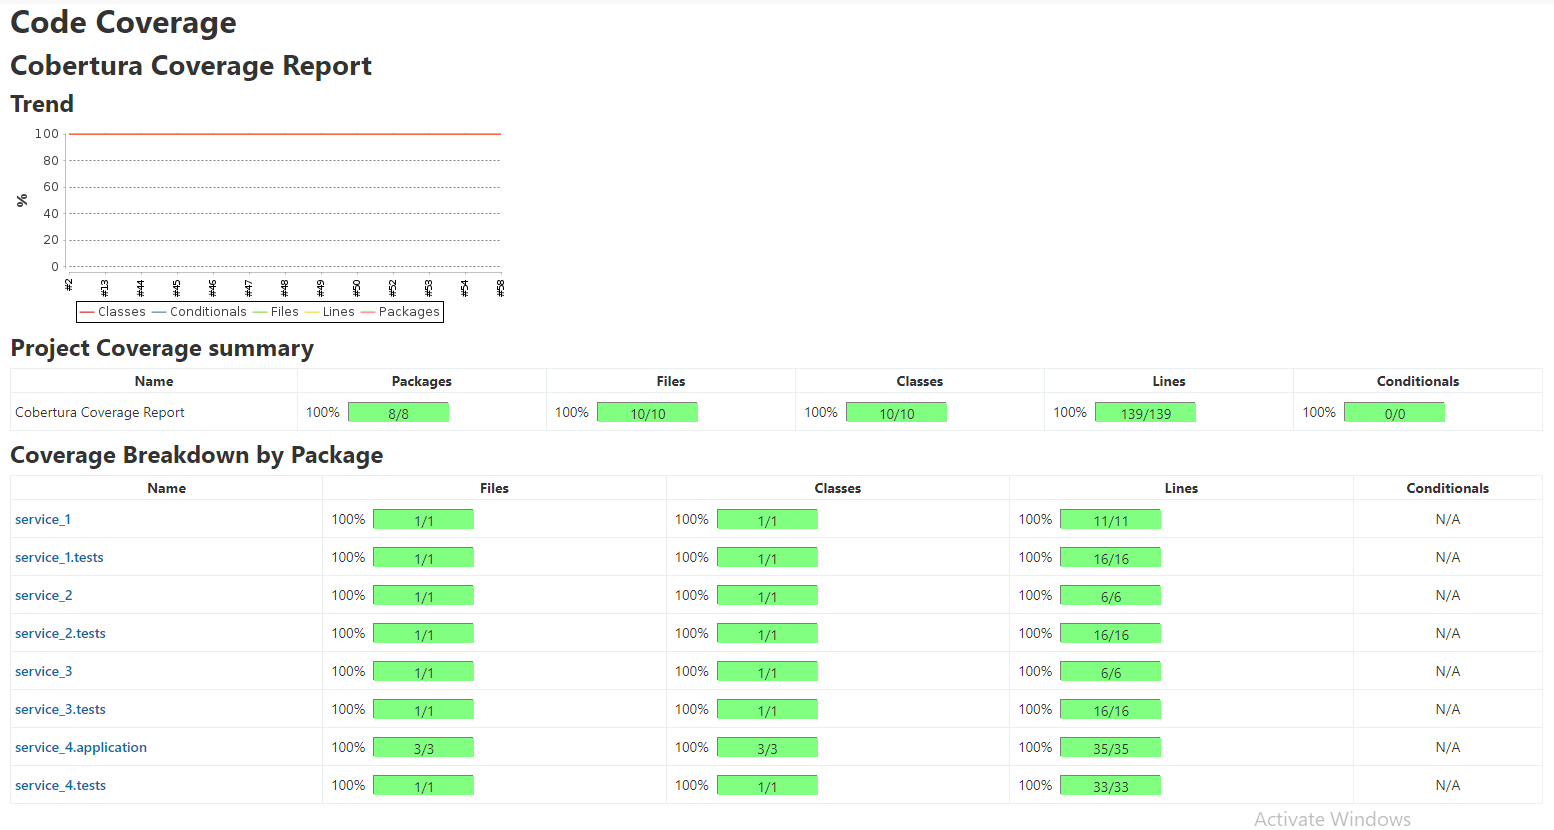 Code Coverage
Cobertura Coverage Report
Trend
100
80
60
40
20
0
%
#2 #13 #44 #45 #46 #47 #48 #49 #50 #52 #53 #54 #58
Classes Conditionals Files Lines Packages
Project Coverage summary
Name Packages Files Classes Lines Conditionals
Cobertura Coverage Report 100% 8/8 100% 10/10 100% 10/10 100% 139/139 100% 0/0
Coverage Breakdown by Package
Name Files Classes Lines Conditionals
service_1 100% 1/1 100% 1/1 100% 11/11 N/A
service_1.tests 100% 1/1 100% 1/1 100% 16/16 N/A
service_2 100% 1/1 100% 1/1 100% 6/6 N/A
service_2.tests 100% 1/1 100% 1/1 100% 16/16 N/A
service_3 100% 1/1 100% 1/1 100% 6/6 N/A
service_3.tests 100% 1/1 100% 1/1 100% 16/16 N/A
service_4.application 100% 3/3 100% 3/3 100% 35/35 N/A
service_4.tests 100% 1/1 100% 1/1 100% 33/33 N/A
Activate Windows